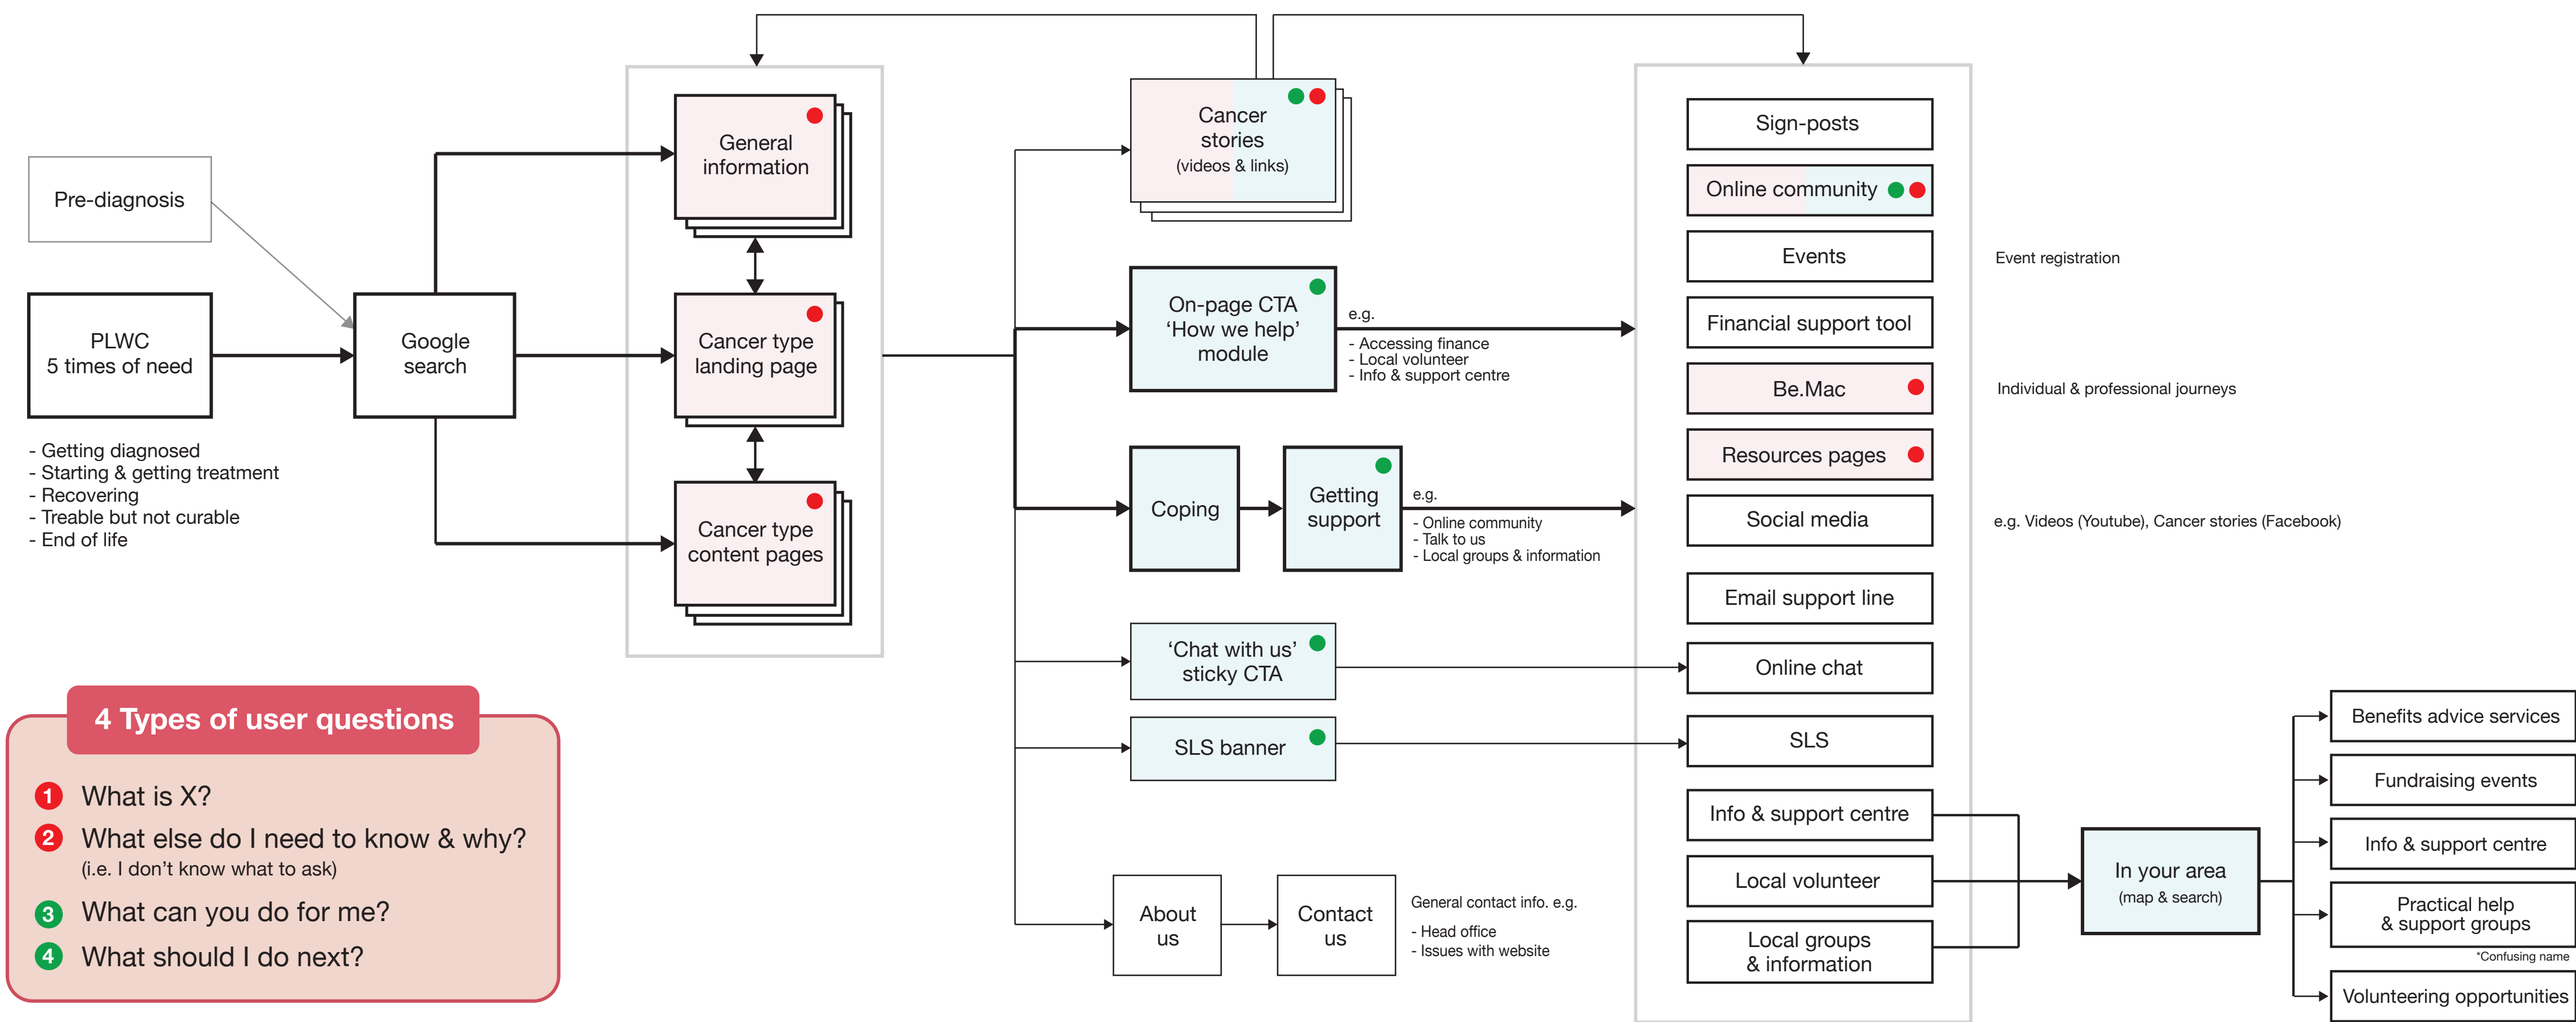 Pre-diagnosis
PLWC
5 times of need
- Getting diagnosed
- Starting & getting treatment
- Recovering
- Treable but not curable
- End of life
Google
search
General
information
Cancer type
landing page
Cancer type
content pages
Cancer
stories
(videos & links)
On-page CTA
‘How we help’
module
e.g.
- Accessing finance
- Local volunteer
- Info & support centre
Coping
Getting
support
e.g.
- Online community
- Talk to us
- Local groups & information
‘Chat with us’
sticky CTA
SLS banner
About
us
Contact
us
General contact info. e.g.
- Head office
- Issues with website
Sign-posts
Online community
Events
Event registration
Financial support tool
Be.Mac
Individual & professional journeys
Resources pages
Social media
e.g. Videos (Youtube), Cancer stories (Facebook)
Email support line
Online chat
SLS
Info & support centre
Local volunteer
Local groups
& information
In your area
(map & search)
Benefits advice services
Fundraising events
Info & support centre
Practical help
& support groups
*Confusing name
Volunteering opportunities
4 Types of user questions
1 What is X?
2 What else do I need to know & why?
(i.e. I don’t know what to ask)
3 What can you do for me?
4 What should I do next?